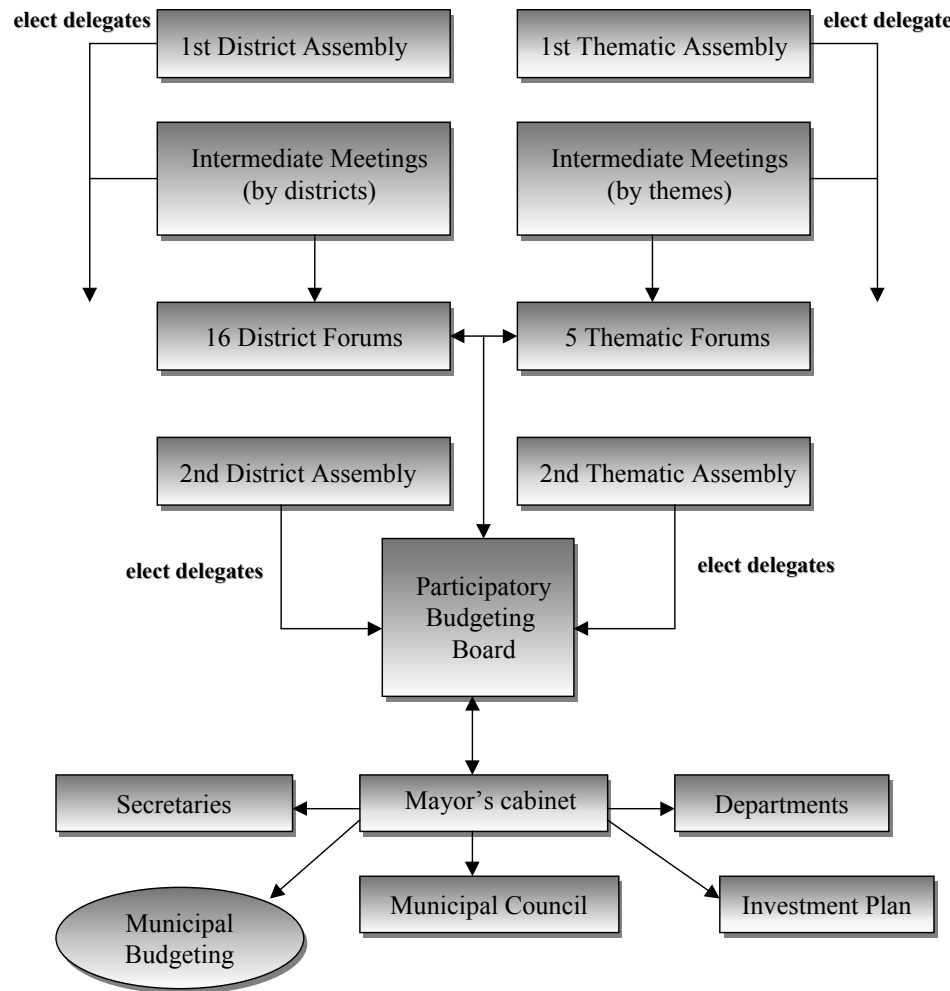 elect delegates
1st District Assembly
1st Thematic Assembly
elect delegate
Intermediate Meetings
(by districts)
Intermediate Meetings
(by themes)
16 District Forums
5 Thematic Forums
2nd District Assembly
2nd Thematic Assembly
elect delegates
elect delegates
Participatory
Budgeting
Board
Secretaries
Mayor’s cabinet
Departments
Municipal
Budgeting
Municipal Council
Investment Plan